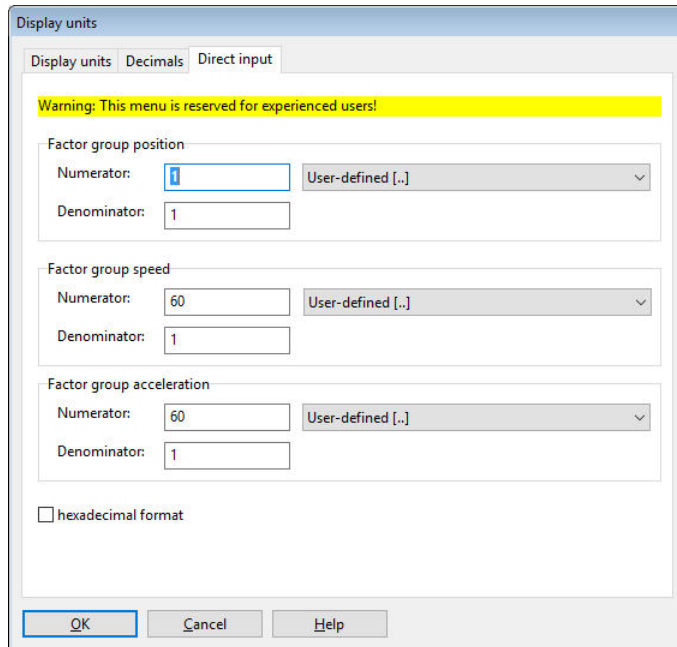 Display units
Display units Decimals Direct input
Warning: This menu is reserved for experienced users!
Factor group position
Numerator: 1 User-defined [..]
Denominator: 1
Factor group speed
Numerator: 60 User-defined [..]
Denominator: 1
Factor group acceleration
Numerator: 60 User-defined [..]
Denominator: 1
hexadecimal format
OK Cancel Help